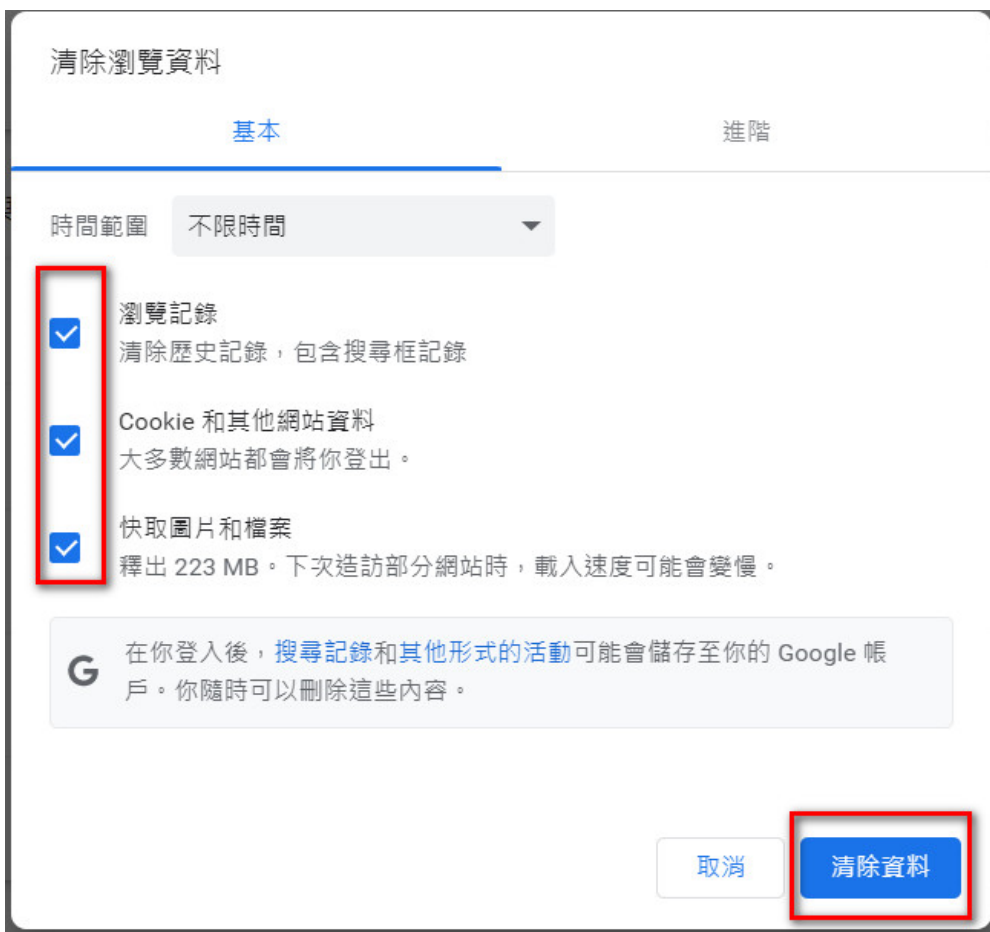 清除瀏覽資料
基本
進階
時間範圍
不限時間
瀏覽記錄
清除歷史記錄，包含搜尋框記錄
Cookie 和其他網站資料
大多數網站都會將你登出。
快取圖片和檔案
釋出 223 MB。下次造訪部分網站時，載入速度可能會變慢。
G
在你登入後，搜尋記錄和其他形式的活動可能會儲存至你的 Google 帳
戶。你隨時可以刪除這些內容。
取消
清除資料